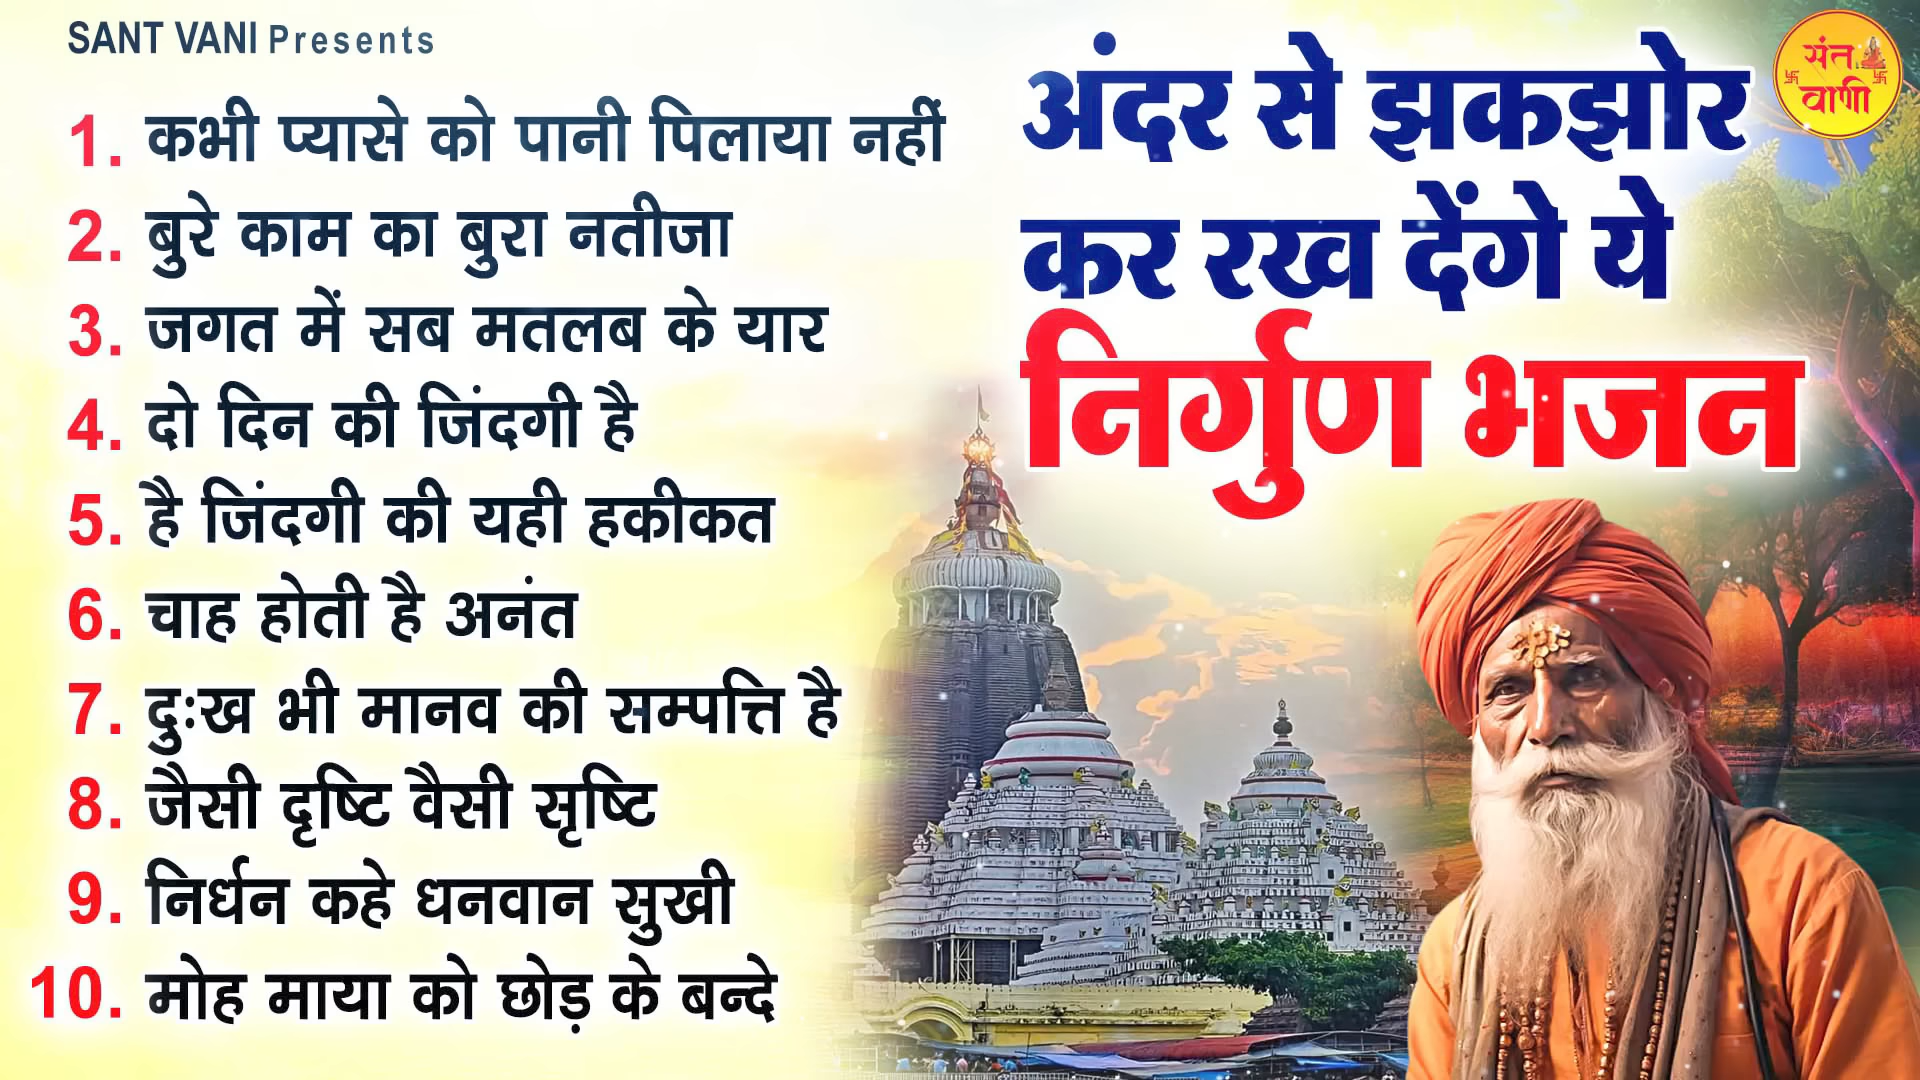 SANT VANI Presents
1. कभी प्यासे को पानी पिलाया नहीं
2. बुरे काम का बुरा नतीजा
3. जगत में सब मतलब के यार
4. दो दिन की जिंदगी है
5. है जिंदगी की यही हकीकत
6. चाह होती है अनंत
7. दुःख भी मानव की सम्पत्ति है
8. जैसी दृष्टि वैसी सृष्टि
9. निर्धन कहे धनवान सुखी
10. मोह माया को छोड़ के बन्दे
अंदर से झकझोर
कर रख देंगे ये
निर्गुण भजन
संत
वाणी